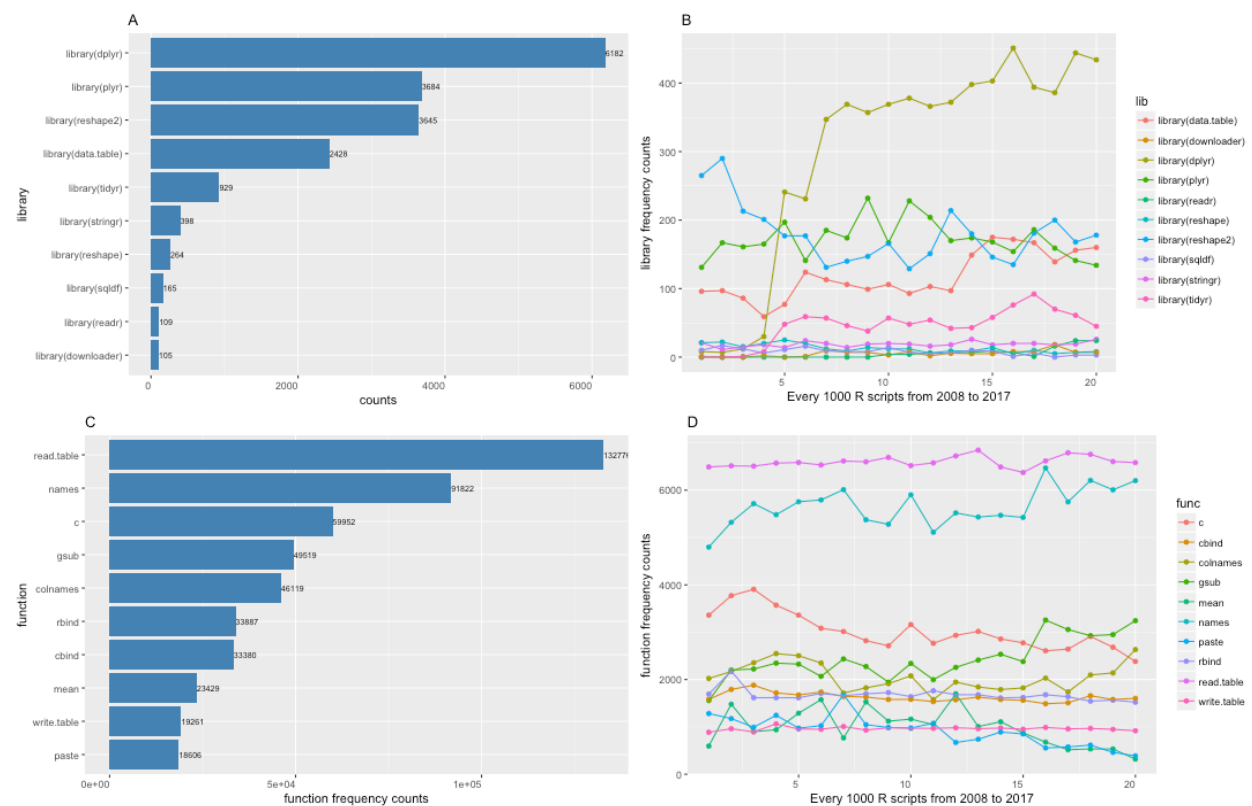 A
library
library(dplyr)
library(plyr)
library(reshape2)
library(data.table)
library(tidyr)
library(stringr)
library(reshape)
library(sqldf)
library(readr)
library(downloader)
6182
3684
3645
2428
929
398
264
165
109
105
0
2000
4000
6000
counts
B
library frequency counts
400
300
200
100
0
5
10
15
20
Every 1000 R scripts from 2008 to 2017
lib
library(data.table)
library(downloader)
library(dplyr)
library(plyr)
library(readr)
library(reshape)
library(reshape2)
library(sqldf)
library(stringr)
library(tidyr)
C
function
read.table
names
c
gsub
colnames
rbind
cbind
mean
write.table
paste
91822
59952
49519
46119
33887
33380
23429
19261
18606
0e+00
5e+04
1e+05
function frequency counts
D
function frequency counts
6000
4000
2000
0
5
10
15
20
Every 1000 R scripts from 2008 to 2017
func
c
cbind
colnames
gsub
mean
names
paste
rbind
read.table
write.table